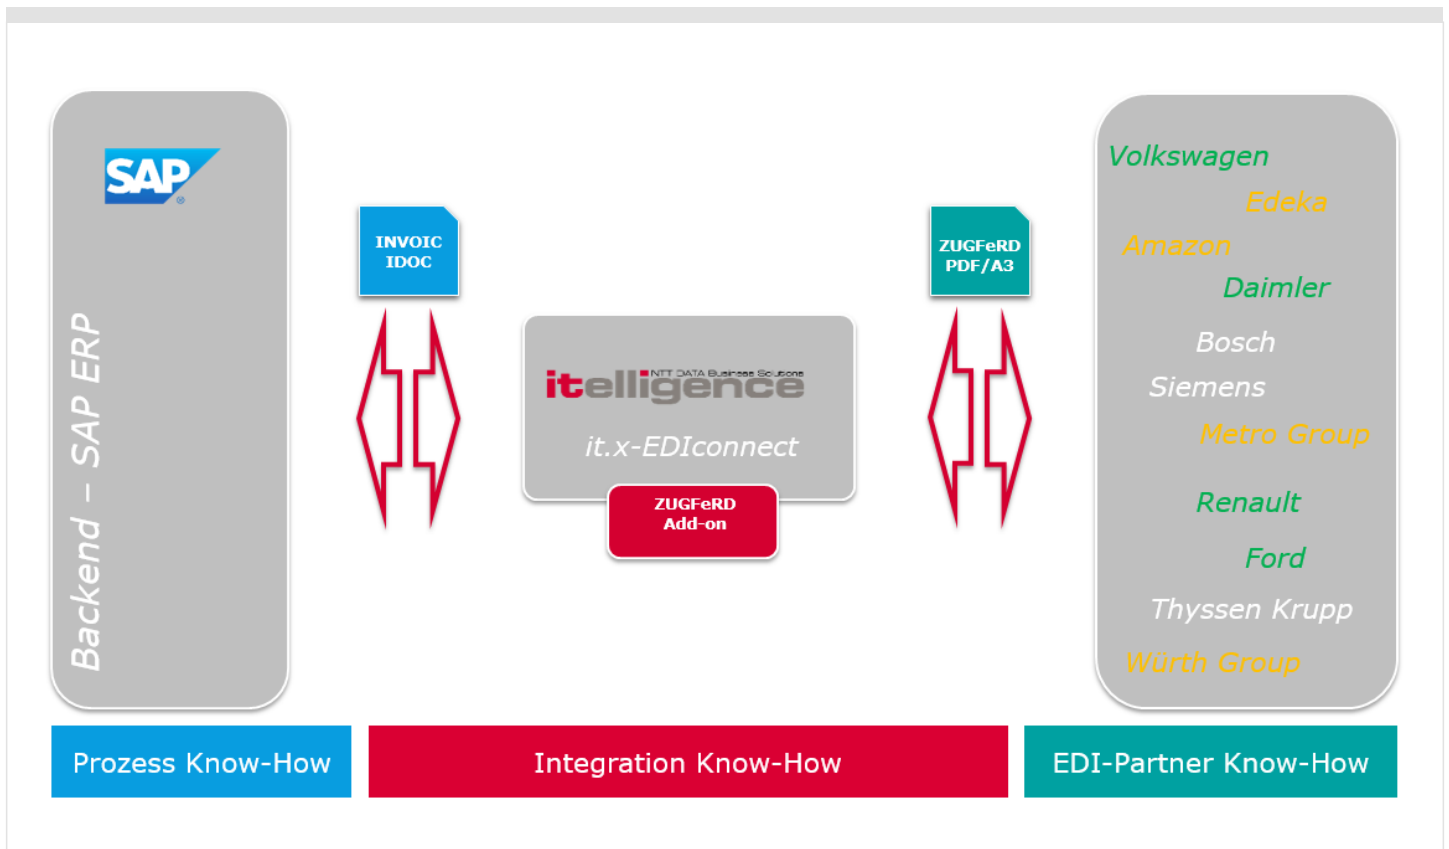 SAP
®
Backend – SAP ERP
INVOIC
IDOC
NTT DATA Business Solutions
itelligence
it.x-EDIconnect
ZUGFeRD
Add-on
ZUGFeRD
PDF/A3
Volkswagen
Edeka
Amazon
Daimler
Bosch
Siemens
Metro Group
Renault
Ford
Thyssen Krupp
Würth Group
Prozess Know-How
Integration Know-How
EDI-Partner Know-How